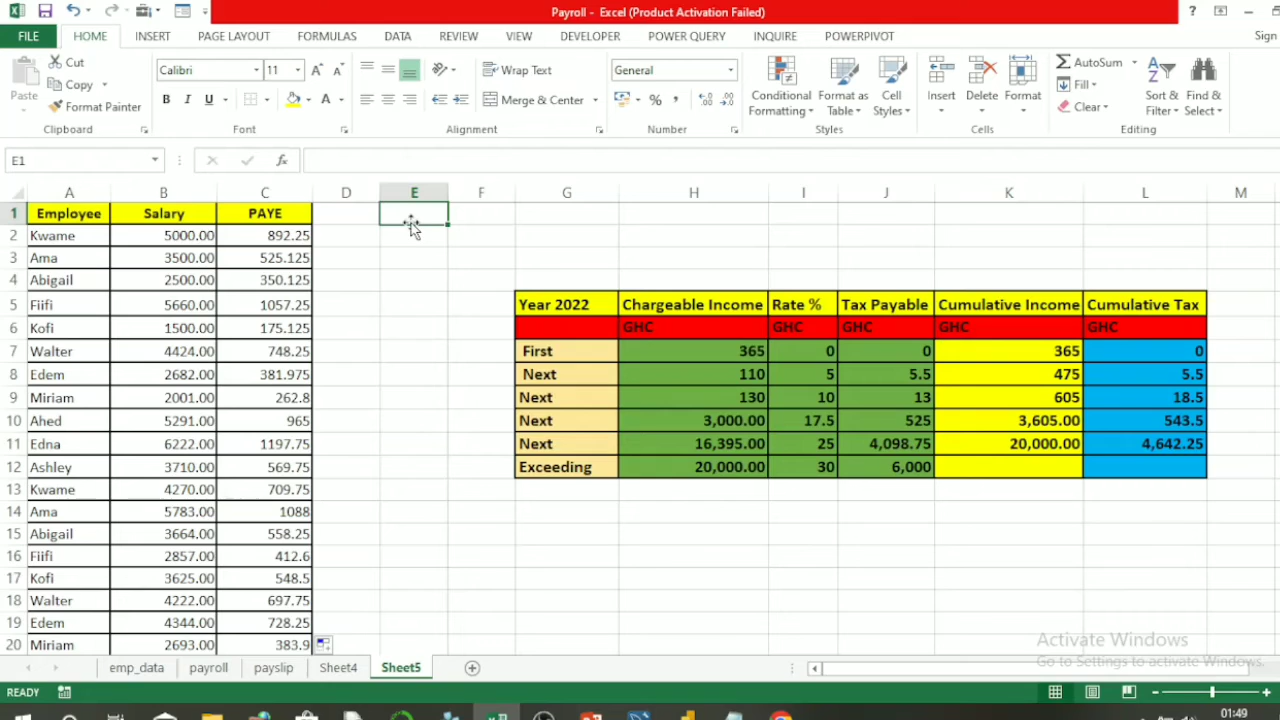 Payroll - Excel (Product Activation Failed)
?
FILE HOME INSERT PAGE LAYOUT FORMULAS DATA REVIEW VIEW DEVELOPER POWER QUERY INQUIRE POWERPIVOT Sign
Paste Cut
Copy
Format Painter
Clipboard
Calibri 11
B I U A
Font
Wrap Text
Merge & Center
Alignment
General
%
Number
Conditional Formatting
Format as Table
Cell Styles
Styles
Insert Delete Format
Cells
AutoSum
Fill
Clear
Sort & Filter
Find & Select
Editing
E1 fx
A B C D E F G H I J K L M
1 Employee Salary PAYE
2 Kwame 5000.00 892.25
3 Ama 3500.00 525.125
4 Abigail 2500.00 350.125
5 Fiifi 5660.00 1057.25 Year 2022 Chargeable Income Rate % Tax Payable Cumulative Income Cumulative Tax
6 Kofi 1500.00 175.125 GHC GHC GHC GHC GHC
7 Walter 4424.00 748.25 First 365 0 0 365 0
8 Edem 2682.00 381.975 Next 110 5 5.5 475 5.5
9 Miriam 2001.00 262.8 Next 130 10 13 605 18.5
10 Ahed 5291.00 965 Next 3,000.00 17.5 525 3,605.00 543.5
11 Edna 6222.00 1197.75 Next 16,395.00 25 4,098.75 20,000.00 4,642.25
12 Ashley 3710.00 569.75 Exceeding 20,000.00 30 6,000
13 Kwame 4270.00 709.75
14 Ama 5783.00 1088
15 Abigail 3664.00 558.25
16 Fiifi 2857.00 412.6
17 Kofi 3625.00 548.5
18 Walter 4222.00 697.75
19 Edem 4344.00 728.25
20 Miriam 2693.00 383.9
Activate Windows
Go to Settings to activate Windows.
emp_data payroll payslip Sheet4 Sheet5
READY
01:49